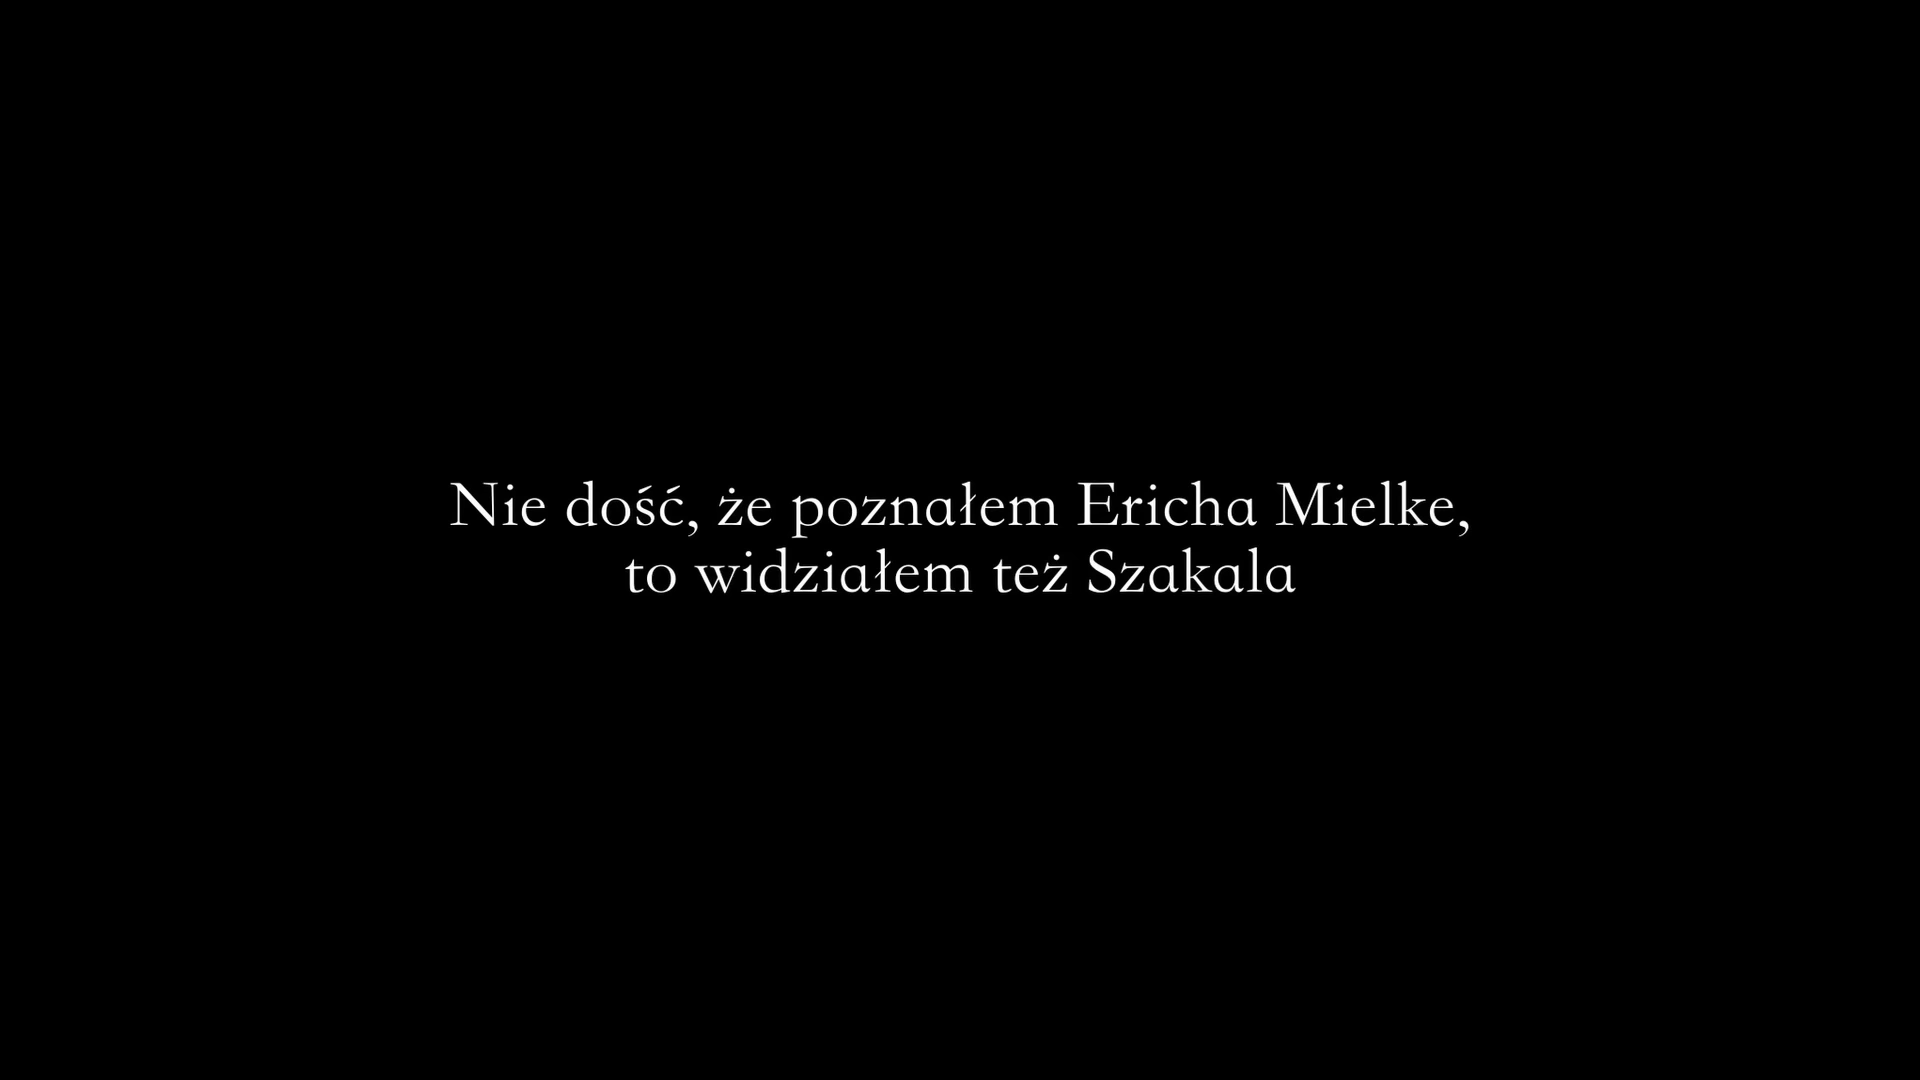 Nie dość, że poznałem Ericha Mielke,
to widziałem też Szakala